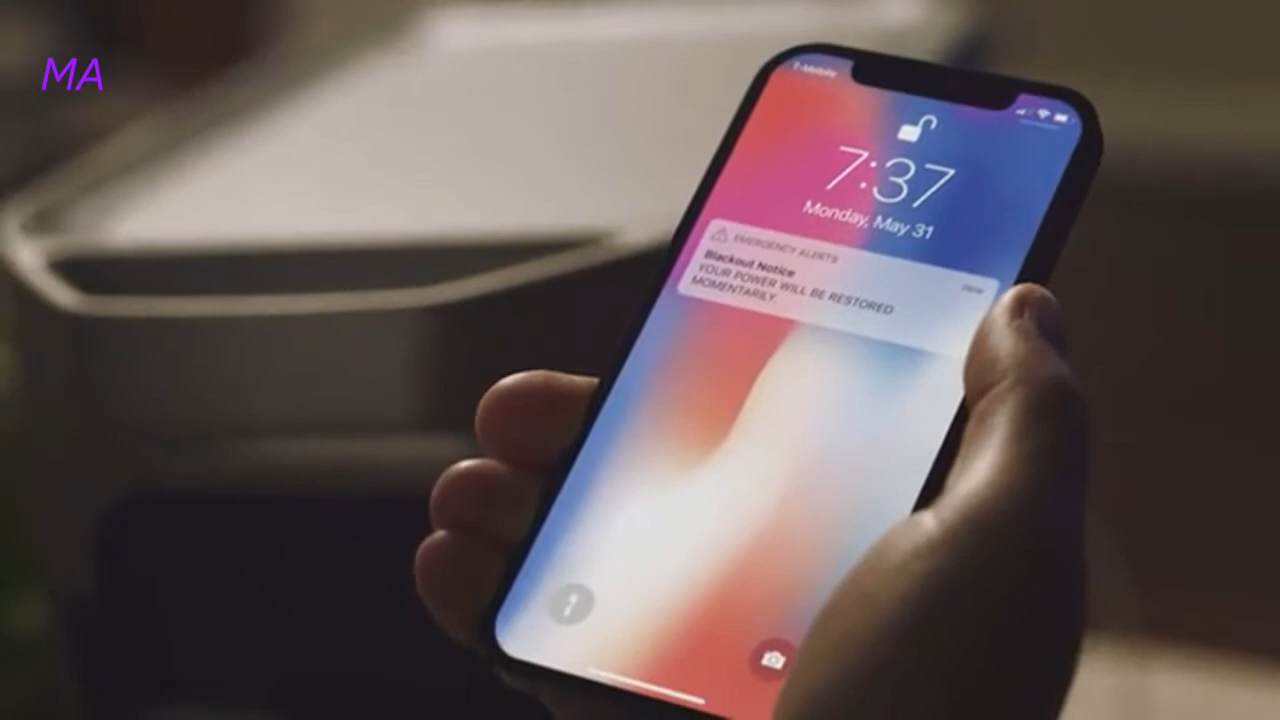 MA
T-Mobile
7:37
Monday, May 31
EMERGENCY ALERTS
now
Blackout Notice
YOUR POWER WILL BE RESTORED
MOMENTARILY.